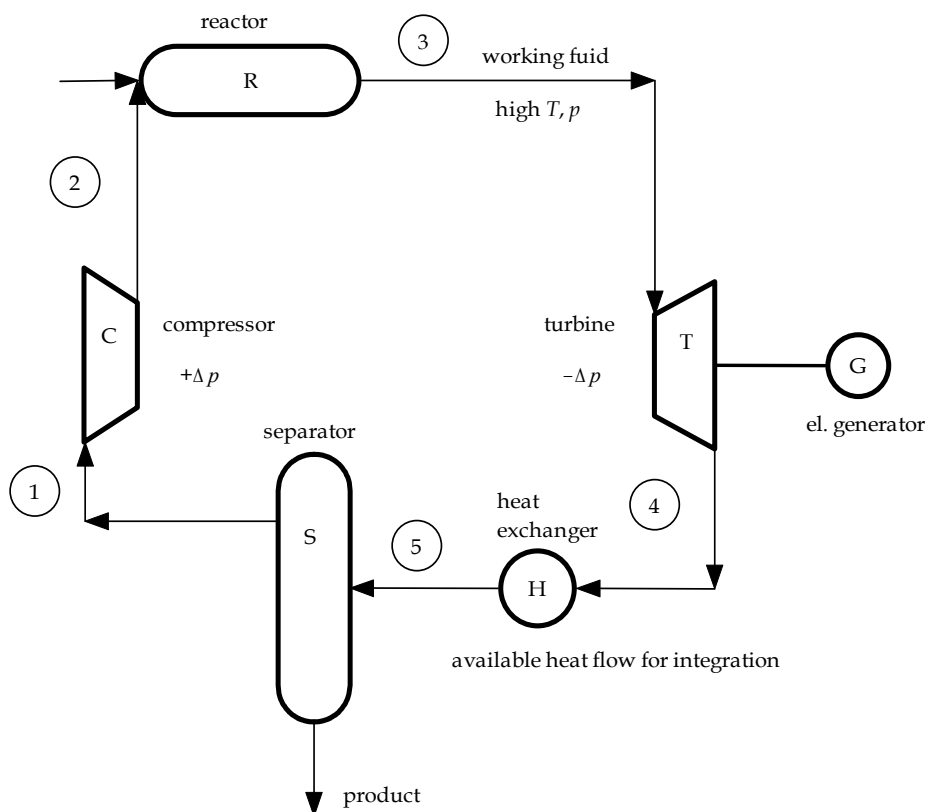 reactor
3
R
working fuid
high T, p
2
C
compressor
+Δ p
turbine
−Δ p
T
G
el. generator
separator
1
S
5
heat
exchanger
4
H
available heat flow for integration
product